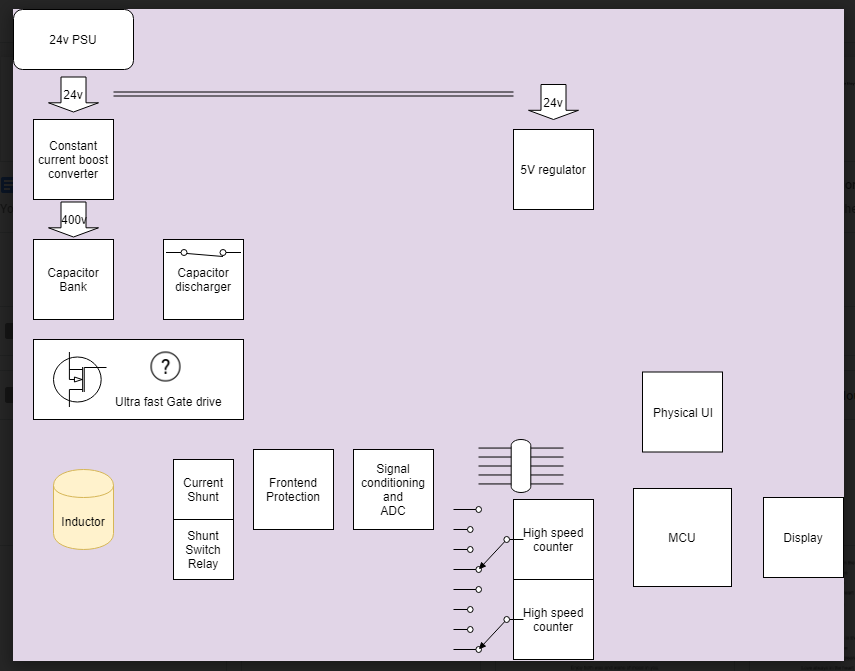 24v PSU
24v
24v
Constant
current boost
converter
5V regulator
400v
Capacitor
Bank
Capacitor
discharger
?
Ultra fast Gate drive
Physical UI
Inductor
Current
Shunt
Shunt
Switch
Relay
Frontend
Protection
Signal
conditioning
and
ADC
High speed
counter
High speed
counter
MCU
Display